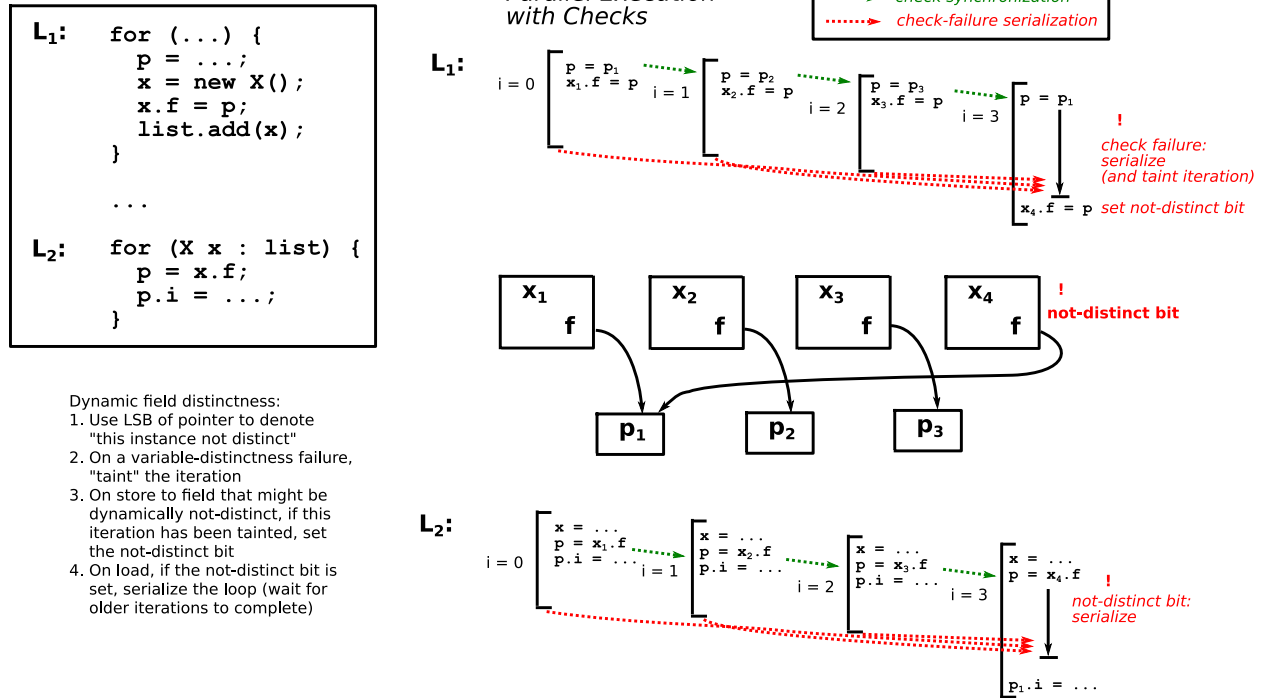 L1:
for (...) {
p = ...;
x = new X();
x.f = p;
list.add(x);
}
...
L2:
for (X x : list) {
p = x.f;
p.i = ...;
}
Dynamic field distinctness:
1. Use LSB of pointer to denote
"this instance not distinct"
2. On a variable-distinctness failure,
"taint" the iteration
3. On store to field that might be
dynamically not-distinct, if this
iteration has been tainted, set
the not-distinct bit
4. On load, if the not-distinct bit is
set, serialize the loop (wait for
older iterations to complete)
with Checks
check-failure serialization
L1:
i = 0
p = p1
x1.f = p
i = 1
p = p2
x2.f = p
i = 2
p = p3
x3.f = p
i = 3
p = p1
!
check failure:
serialize
(and taint iteration)
x4.f = p
set not-distinct bit
x1
f
x2
f
x3
f
x4
f
!
not-distinct bit
p1
p2
p3
L2:
i = 0
x = ...
p = x1.f
p.i = ...
i = 1
x = ...
p = x2.f
p.i = ...
i = 2
x = ...
p = x3.f
p.i = ...
i = 3
x = ...
p = x4.f
!
not-distinct bit:
serialize
p1.i = ...